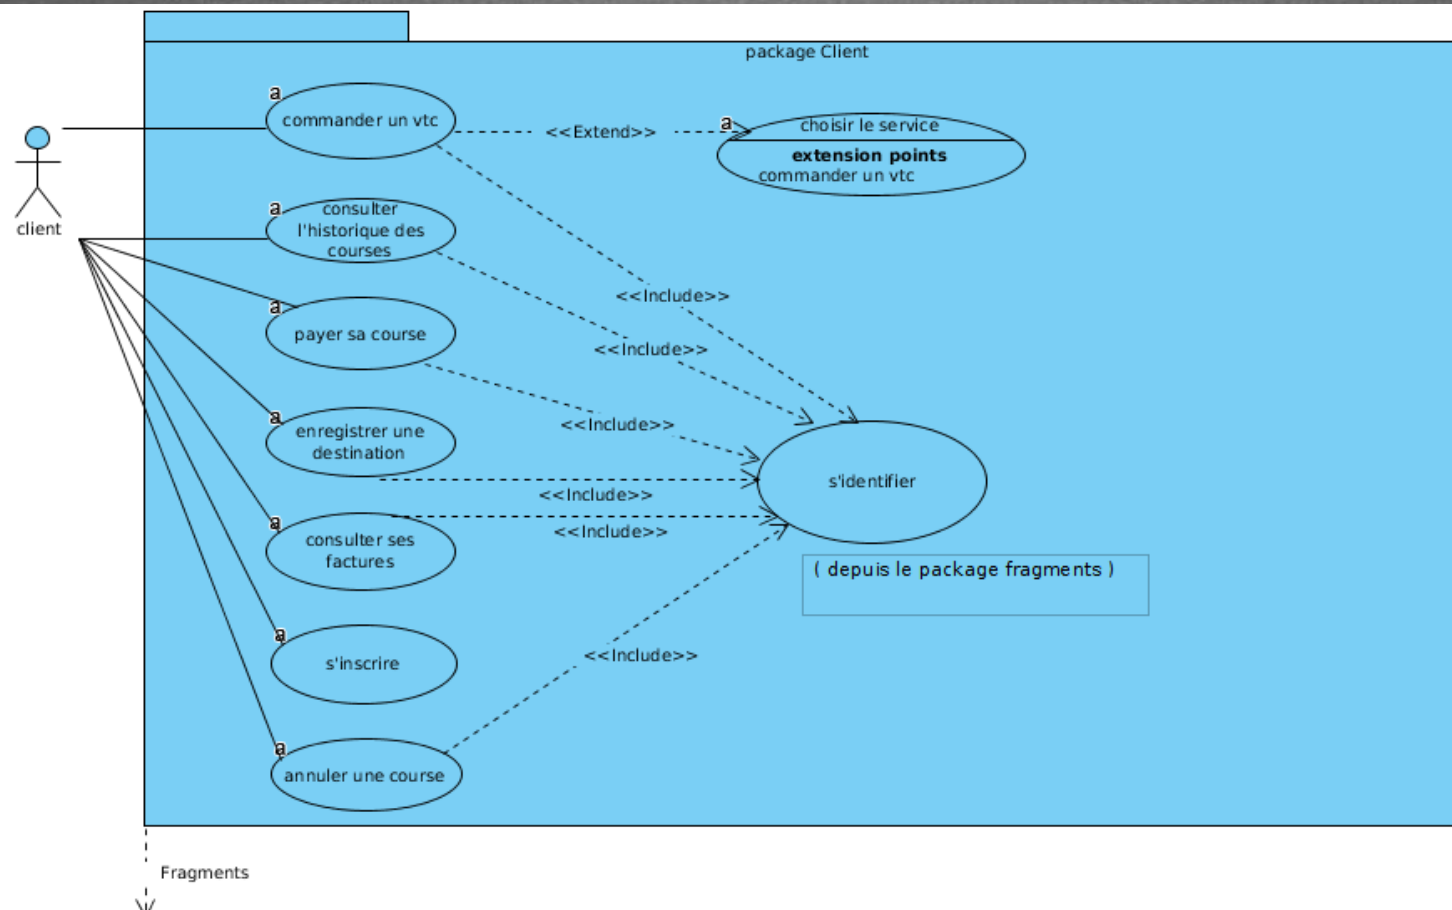 package Client
a
commander un vtc
<<Extend>>
a
choisir le service
extension points
commander un vtc
client
a
consulter
l'historique des
courses
<<Include>>
a
payer sa course
<<Include>>
a
enregistrer une
destination
<<Include>>
s'identifier
<<Include>>
a
consulter ses
factures
<<Include>>
( depuis le package fragments )
a
s'inscrire
<<Include>>
a
annuler une course
Fragments